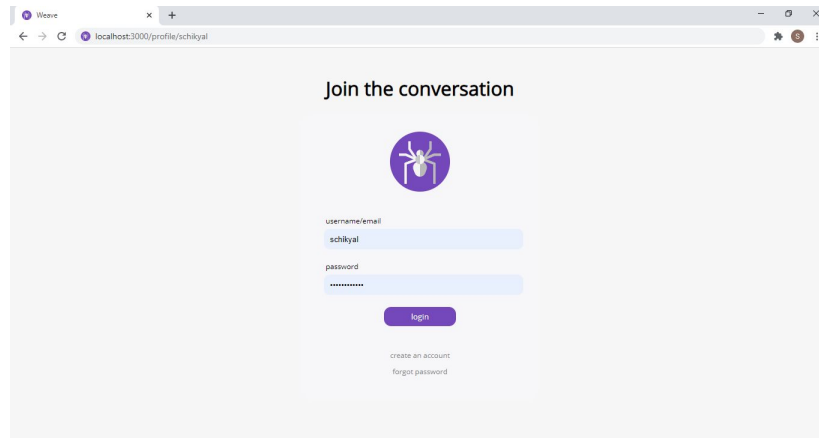 Weave
localhost:3000/profile/schikyal
S
Join the conversation
username/email
schikyal
password
••••••••••••
login
create an account
forgot password